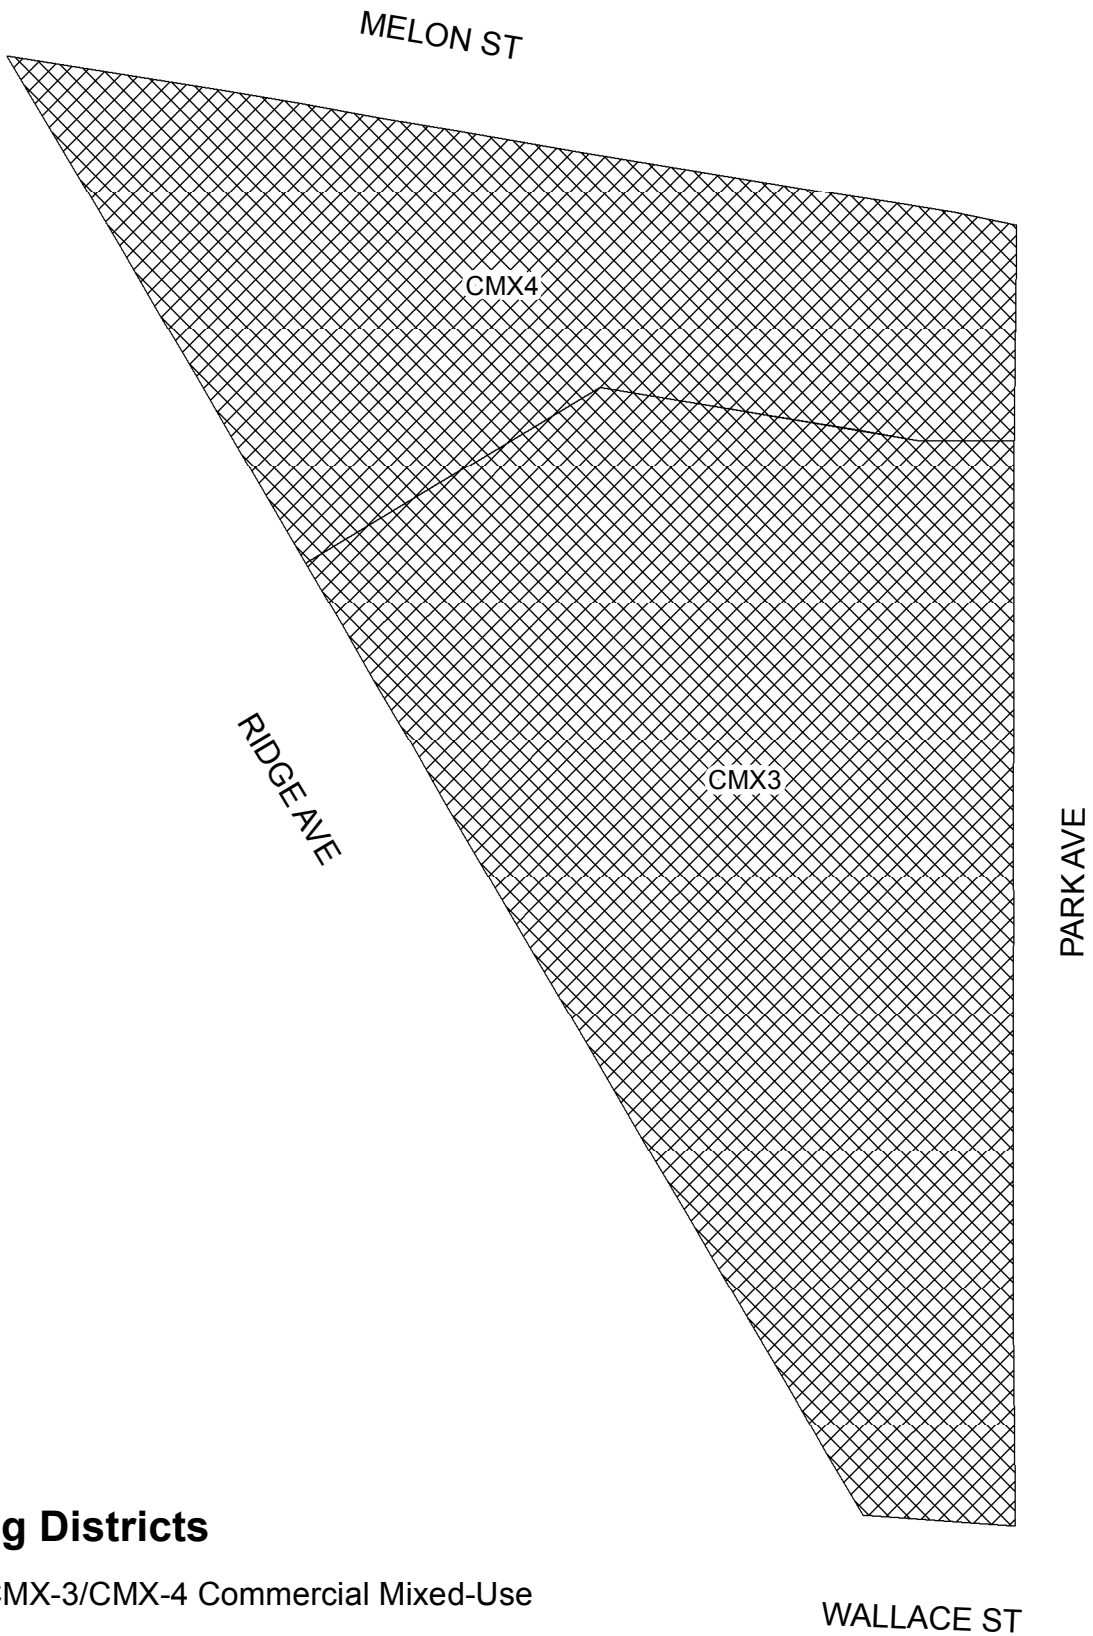 MELON ST
CMX4
RIDGE AVE
CMX3
PARK AVE
g Districts
CMX-3/CMX-4 Commercial Mixed-Use
WALLACE ST